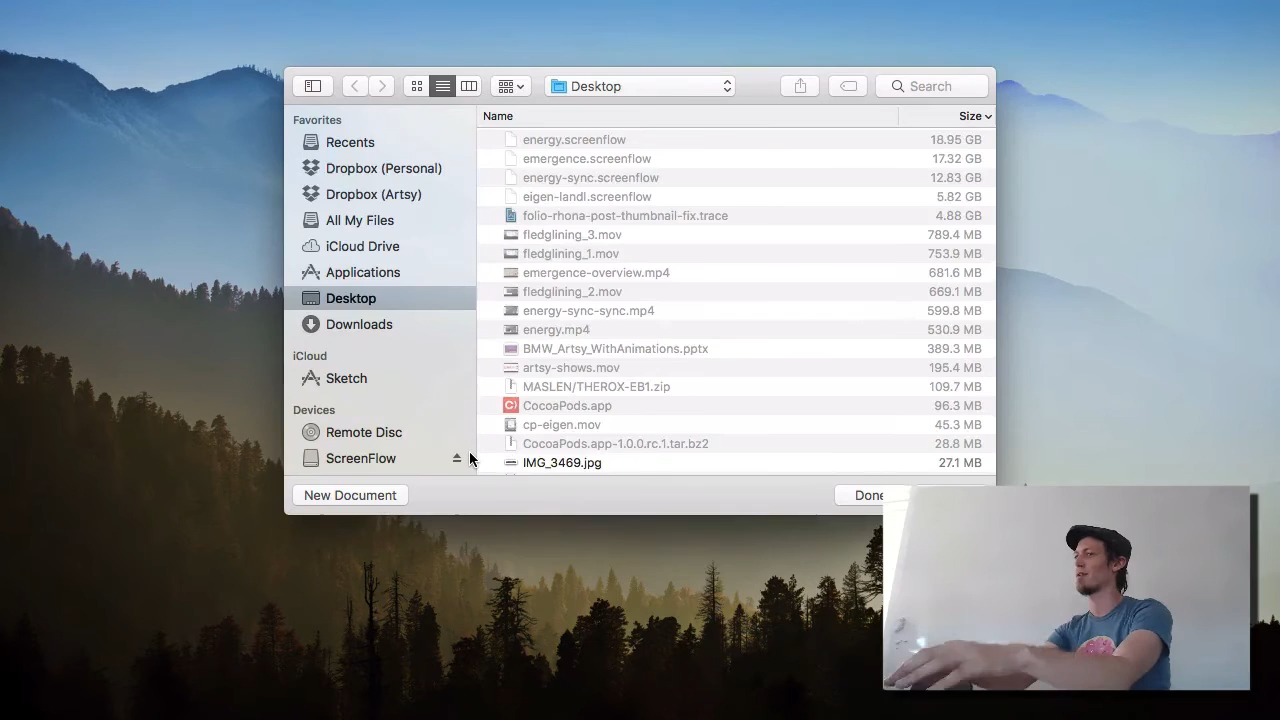 Desktop
Search
Favorites
Recents
Dropbox (Personal)
Dropbox (Artsy)
All My Files
iCloud Drive
Applications
Desktop
Downloads
iCloud
Sketch
Devices
Remote Disc
ScreenFlow
Name Size
energy.screenflow 18.95 GB
emergence.screenflow 17.32 GB
energy-sync.screenflow 12.83 GB
eigen-landl.screenflow 5.82 GB
folio-rhona-post-thumbnail-fix.trace 4.88 GB
fledglining_3.mov 789.4 MB
fledglining_1.mov 753.9 MB
emergence-overview.mp4 681.6 MB
fledglining_2.mov 669.1 MB
energy-sync-sync.mp4 599.8 MB
energy.mp4 530.9 MB
BMW_Artsy_WithAnimations.pptx 389.3 MB
artsy-shows.mov 195.4 MB
MASLEN/THEROX-EB1.zip 109.7 MB
CocoaPods.app 96.3 MB
cp-eigen.mov 45.3 MB
CocoaPods.app-1.0.0.rc.1.tar.bz2 28.8 MB
IMG_3469.jpg 27.1 MB
New Document
Done